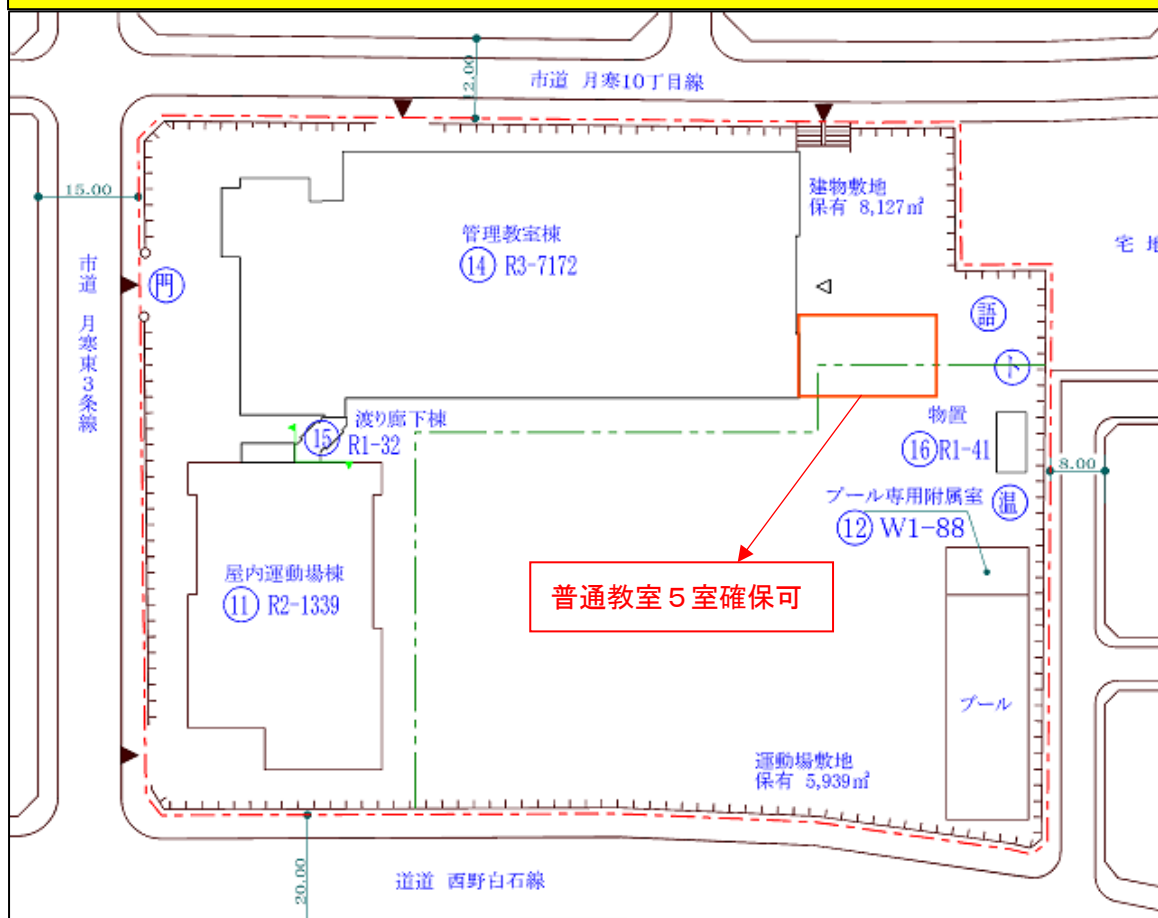 市道 月寒10丁目線
12.00
15.00
建物敷地
保有 8,127㎡
管理教室棟
⑭ R3-7172
宅 地
市道 月寒東3条線
門
語
ト
渡り廊下棟
⑮ R1-32
物置
⑯R1-41
8.00
プール専用附属室
温
⑫ W1-88
屋内運動場棟
⑪ R2-1339
普通教室5室確保可
プール
運動場敷地
保有 5,939㎡
道道 西野白石線
20.00